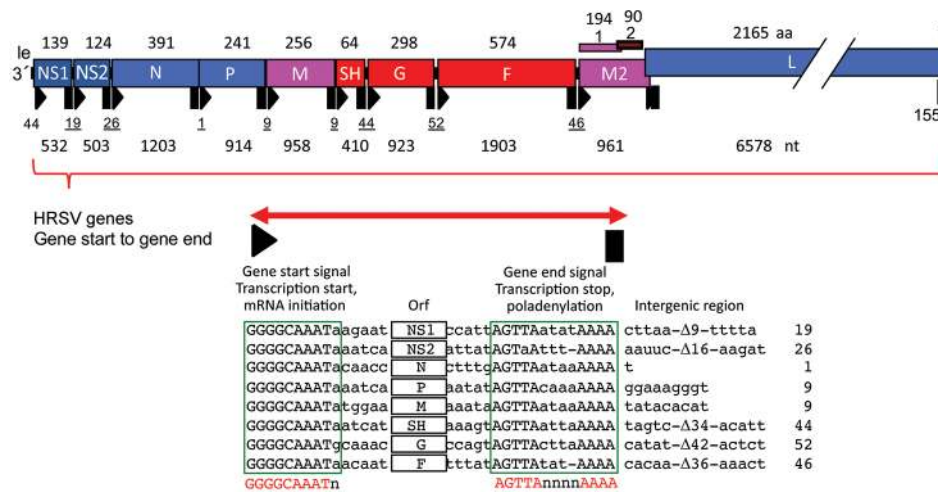 139 124 391 241 256 64 298 574 194 90 2165 aa
1 2
le
3´ NS1 NS2 N P M SH G F M2 L
44 19 26 1 9 9 44 52 46 155
532 503 1203 914 958 410 923 1903 961 6578 nt
HRSV genes
Gene start to gene end
Gene start signal
Transcription start,
mRNA initiation
Orf
Gene end signal
Transcription stop,
poladenylation
Intergenic region
GGGGCAAATaagaat NS1 ccattAGTTAatatAAAA cttaa-Δ9-tttta 19
GGGGCAAATaaatca NS2 attatAGTaAttt-AAAA aauuc-Δ16-aagat 26
GGGGCAAATacaacc N ctttgAGTTAataaAAAA t 1
GGGGCAAATaaatca P aatatAGTTAcaaaAAAA ggaaagggt 9
GGGGCAAATatggaa M aaataAGTTAataaAAAA tatacacat 9
GGGGCAAATaatcat SH aaagtAGTTAattaAAAA tagtc-Δ34-acatt 44
GGGGCAAATgcaaac G ccagtAGTTActtaAAAA catat-Δ42-actct 52
GGGGCAAATaacaat F tttatAGTTAtat-AAAA cacaa-Δ36-aaact 46
GGGGCAAATn AGTTAnnnnAAAA